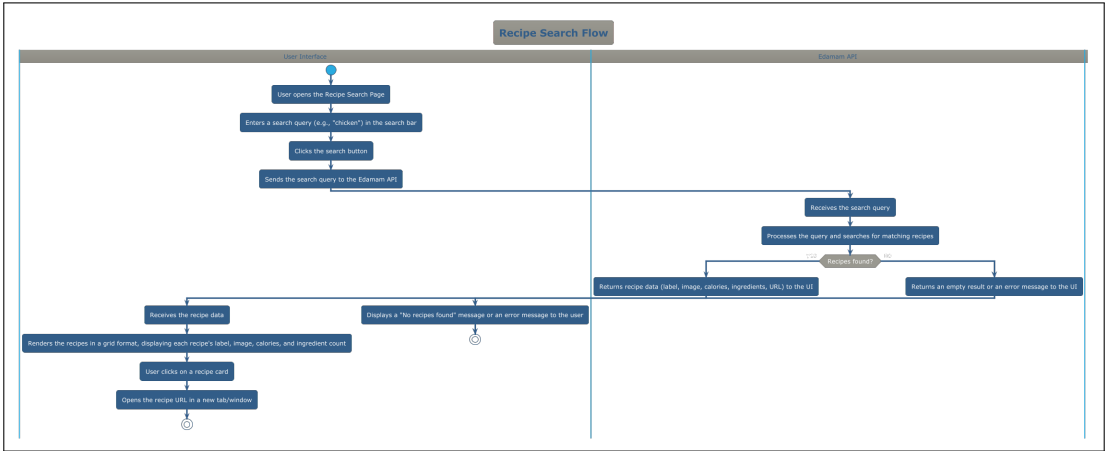 Recipe Search Flow
User Interface
Edamam API
User opens the Recipe Search Page
Enters a search query (e.g., "chicken") in the search bar
Clicks the search button
Sends the search query to the Edamam API
Receives the search query
Processes the query and searches for matching recipes
Recipes found?
Returns recipe data (label, image, calories, ingredients, URL) to the UI
Returns an empty result or an error message to the UI
Receives the recipe data
Displays a "No recipes found" message or an error message to the user
Renders the recipes in a grid format, displaying each recipe's label, image, calories, and ingredient count
User clicks on a recipe card
Opens the recipe URL in a new tab/window